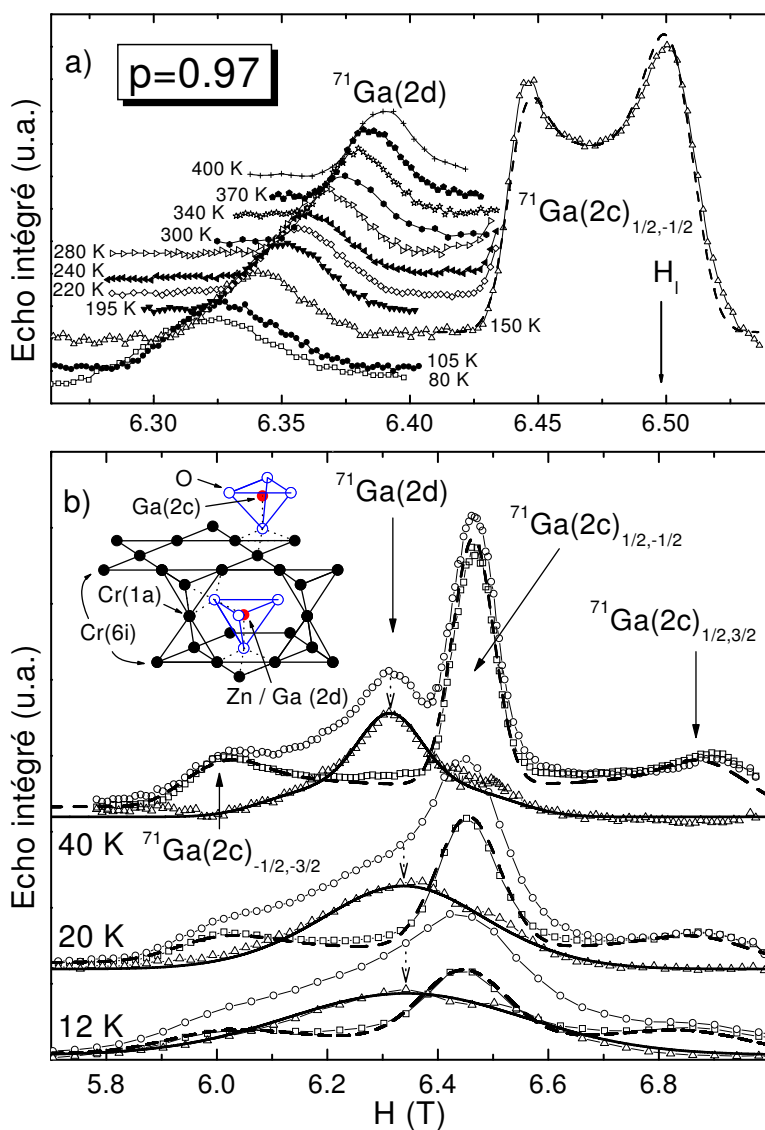 a)
p=0.97
71Ga(2d)
400 K
370 K
340 K
300 K
280 K
240 K
220 K
195 K
150 K
105 K
80 K
71Ga(2c)1/2,-1/2
HI
Echo intégré (u.a.)
6.30 6.35 6.40 6.45 6.50
b)
O
Ga(2c)
Cr(1a)
Cr(6i)
Zn / Ga (2d)
71Ga(2d)
71Ga(2c)1/2,-1/2
71Ga(2c)1/2,3/2
71Ga(2c)-1/2,-3/2
40 K
20 K
12 K
Echo intégré (u.a.)
5.8 6.0 6.2 6.4 6.6 6.8
H (T)